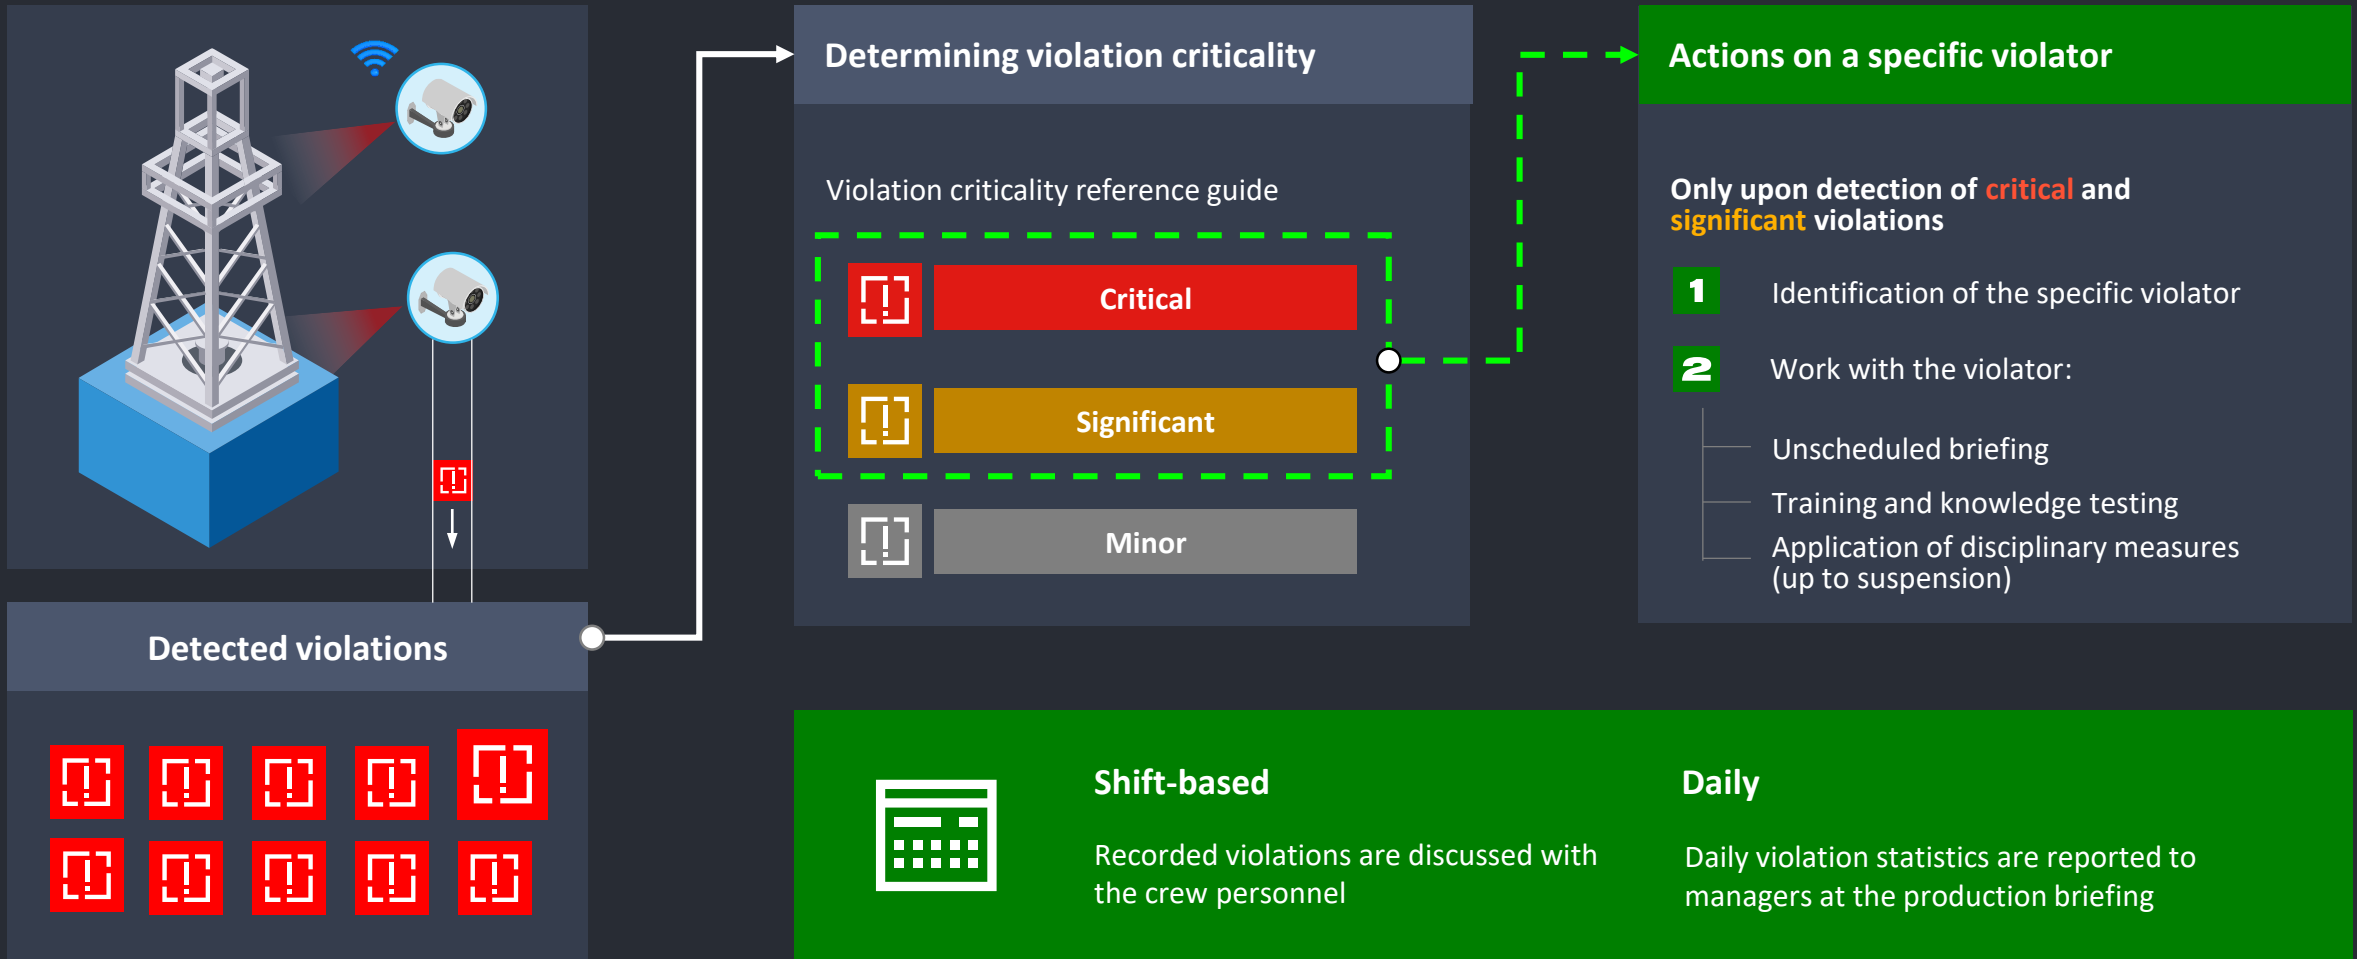 Determining violation criticality
Violation criticality reference guide
Critical
Significant
Minor
Actions on a specific violator
Only upon detection of critical and
significant violations
1
Identification of the specific violator
2
Work with the violator:
Unscheduled briefing
Training and knowledge testing
Application of disciplinary measures
(up to suspension)
Detected violations
Shift-based
Recorded violations are discussed with
the crew personnel
Daily
Daily violation statistics are reported to
managers at the production briefing